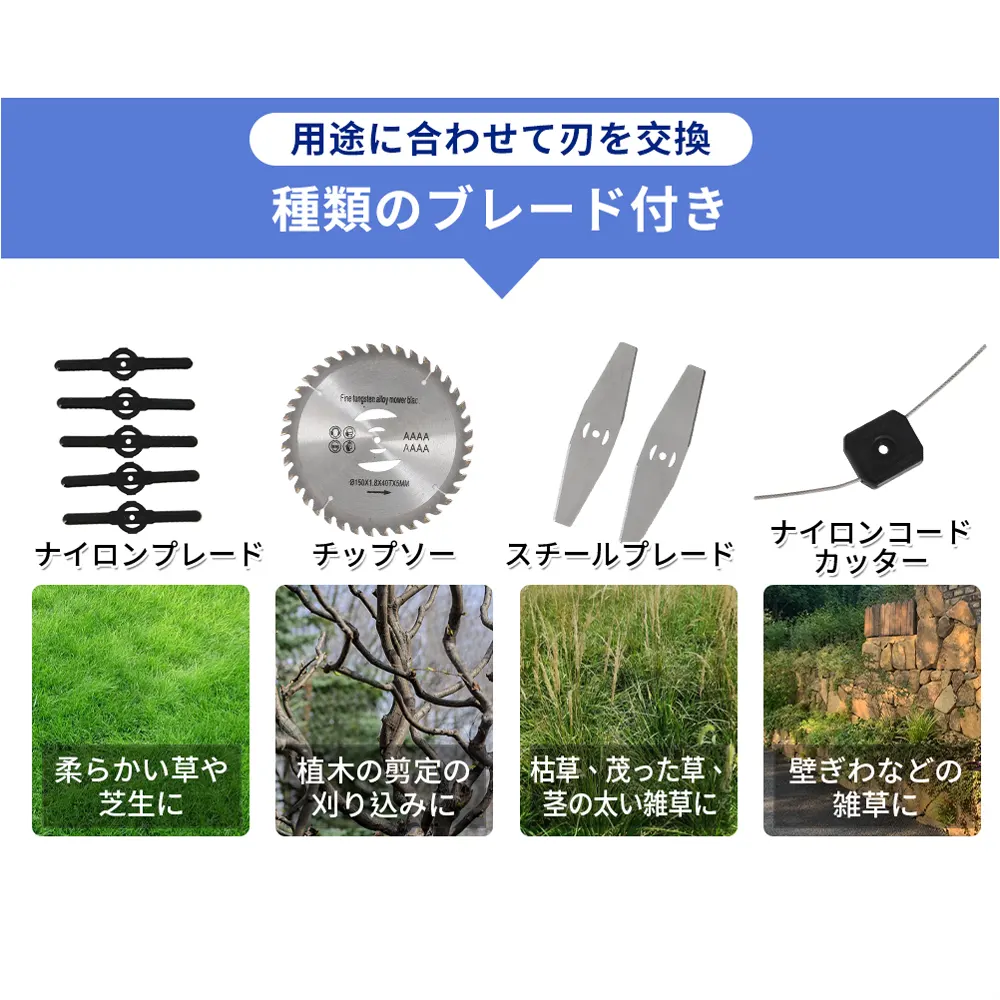 用途に合わせて刃を交換
種類のブレード付き
Fine tungsten alloy mower blac
AAAA
AAAA
Ø150X1.8X40TX5MM
ナイロンプレード
チップソー
スチールプレード
ナイロンコード
カッター
柔らかい草や
芝生に
植木の剪定の
刈り込みに
枯草、茂った草、
茎の太い雑草に
壁ぎわなどの
雑草に